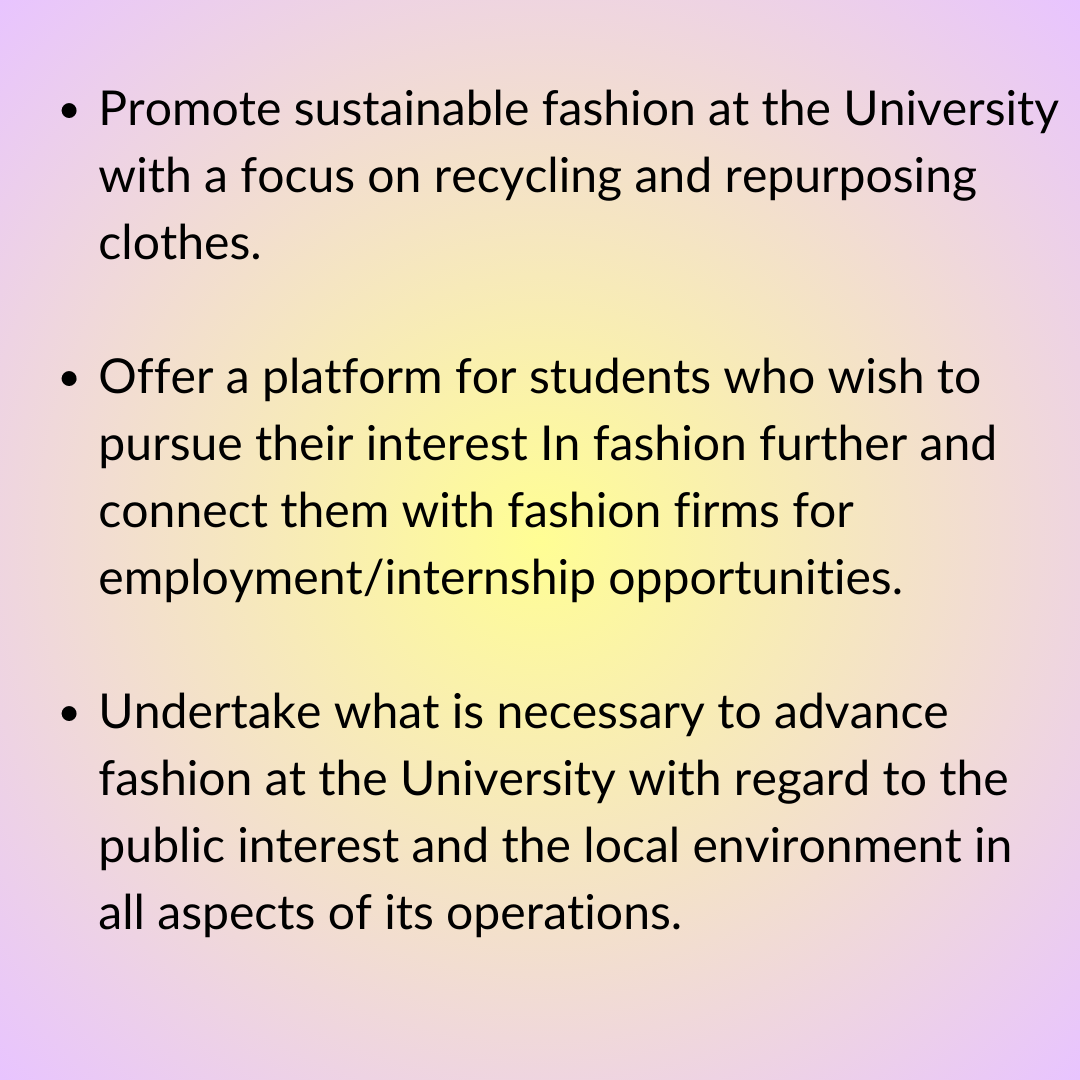 • Promote sustainable fashion at the University
with a focus on recycling and repurposing
clothes.
• Offer a platform for students who wish to
pursue their interest In fashion further and
connect them with fashion firms for
employment/internship opportunities.
• Undertake what is necessary to advance
fashion at the University with regard to the
public interest and the local environment in
all aspects of its operations.